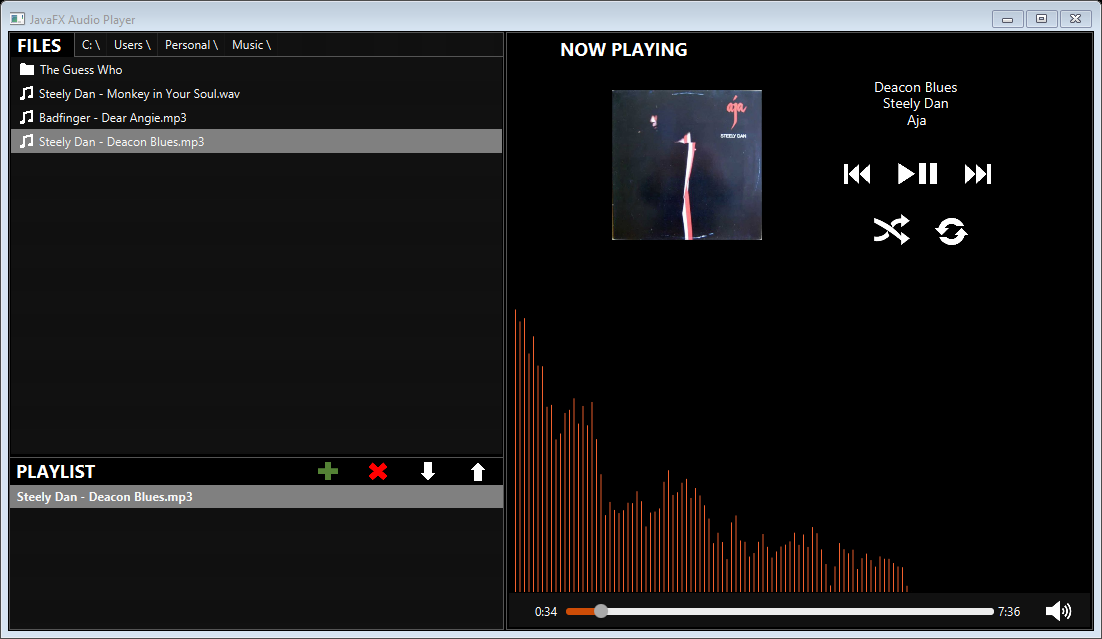 JavaFX Audio Player
FILES C:\ Users \ Personal \ Music \
The Guess Who
Steely Dan - Monkey in Your Soul.wav
Badfinger - Dear Angie.mp3
Steely Dan - Deacon Blues.mp3
PLAYLIST
Steely Dan - Deacon Blues.mp3
NOW PLAYING
aja
STEELY DAN
Deacon Blues
Steely Dan
Aja
0:34 7:36